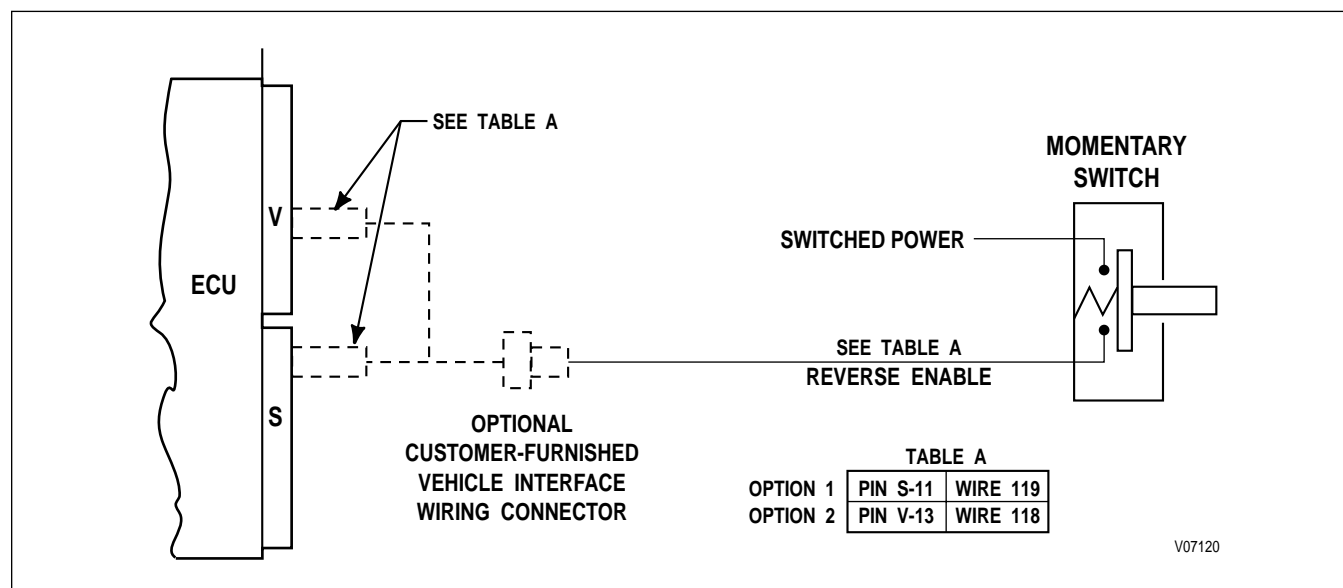 SEE TABLE A
V
ECU
S
MOMENTARY
SWITCH
SWITCHED POWER
SEE TABLE A
REVERSE ENABLE
OPTIONAL
CUSTOMER-FURNISHED
VEHICLE INTERFACE
WIRING CONNECTOR
TABLE A
OPTION 1 PIN S-11 WIRE 119
OPTION 2 PIN V-13 WIRE 118
V07120